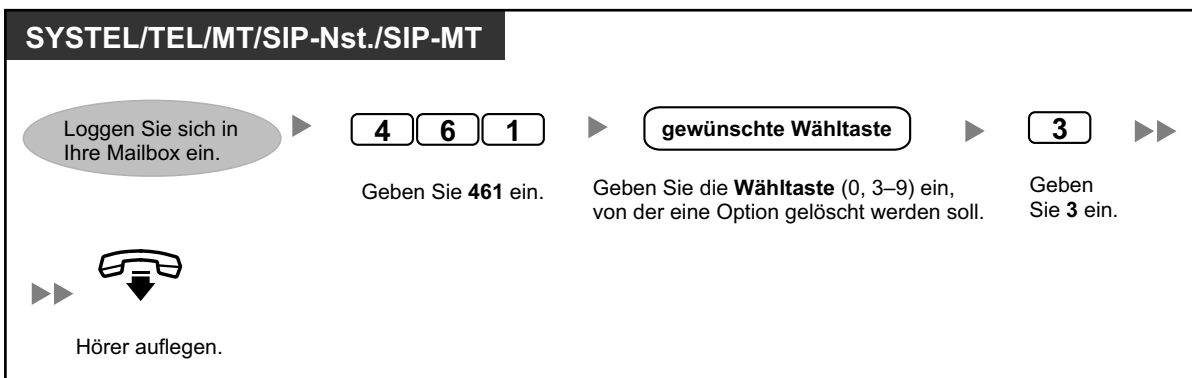 SYSTEL/TEL/MT/SIP-Nst./SIP-MT
Loggen Sie sich in
Ihre Mailbox ein.
4 6 1
gewünschte Wähltaste
3
Geben Sie 461 ein.
Geben Sie die Wähltaste (0, 3–9) ein,
von der eine Option gelöscht werden soll.
Geben
Sie 3 ein.
Hörer auflegen.